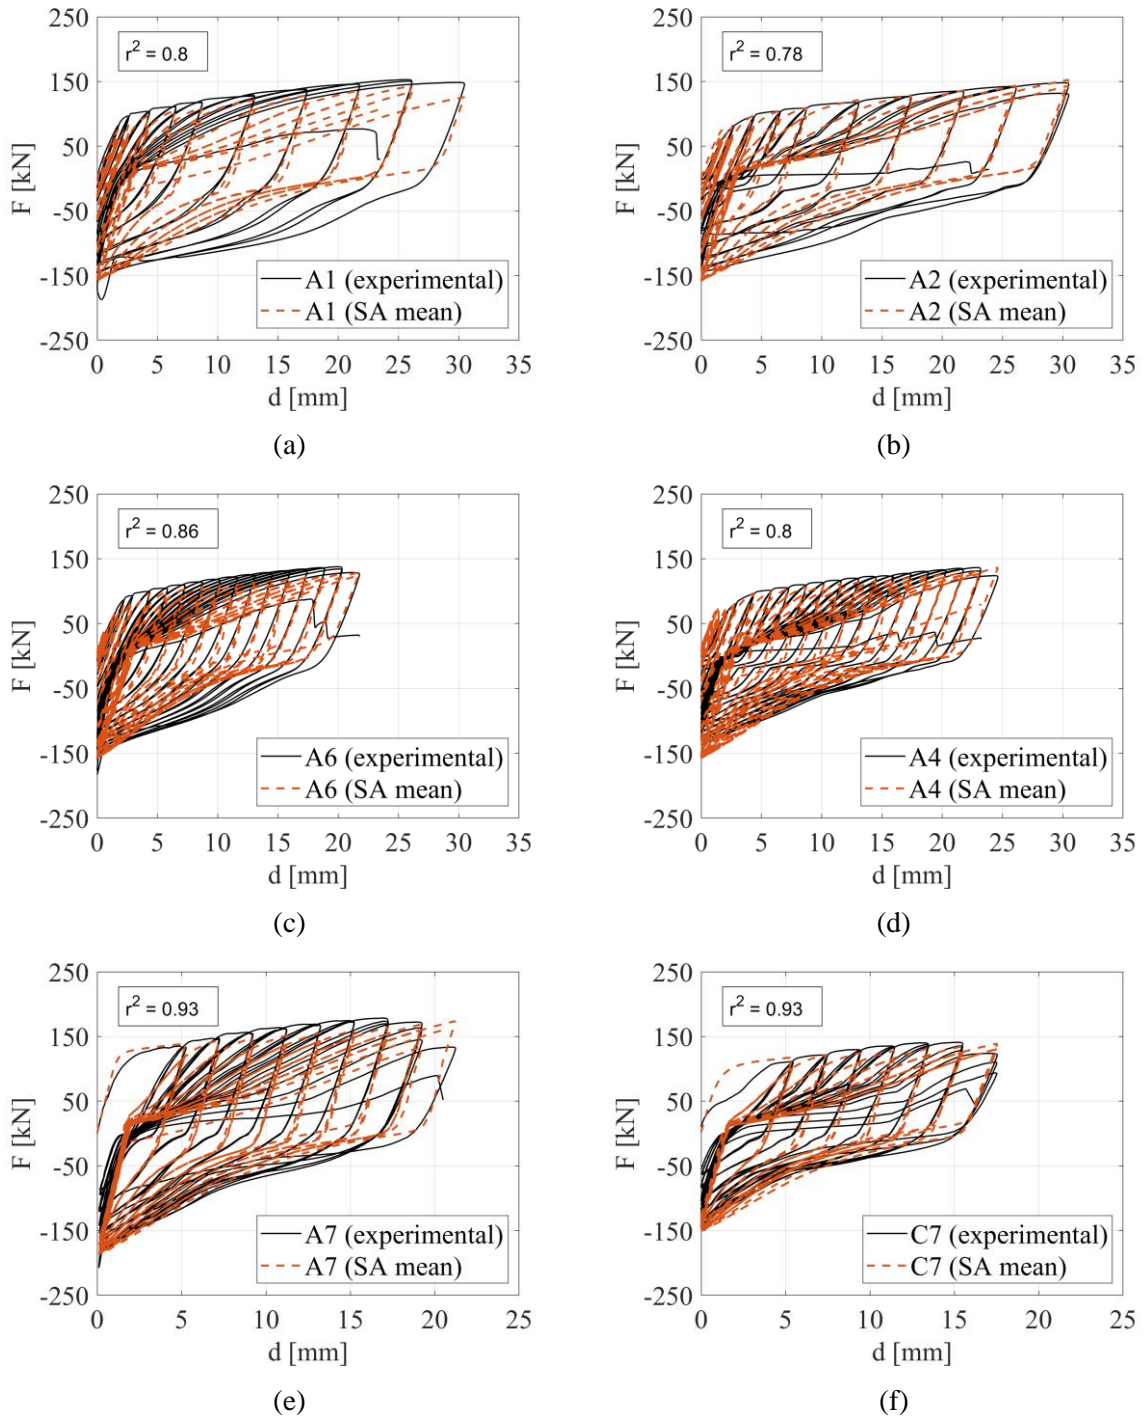 250
150
50
-50
-150
-250
F [kN]
r² = 0.8
A1 (experimental)
A1 (SA mean)
0 5 10 15 20 25 30 35
d [mm]
(a)
250
150
50
-50
-150
-250
F [kN]
r² = 0.78
A2 (experimental)
A2 (SA mean)
0 5 10 15 20 25 30 35
d [mm]
(b)
250
150
50
-50
-150
-250
F [kN]
r² = 0.86
A6 (experimental)
A6 (SA mean)
0 5 10 15 20 25 30 35
d [mm]
(c)
250
150
50
-50
-150
-250
F [kN]
r² = 0.8
A4 (experimental)
A4 (SA mean)
0 5 10 15 20 25 30 35
d [mm]
(d)
250
150
50
-50
-150
-250
F [kN]
r² = 0.93
A7 (experimental)
A7 (SA mean)
0 5 10 15 20 25
d [mm]
(e)
250
150
50
-50
-150
-250
F [kN]
r² = 0.93
C7 (experimental)
C7 (SA mean)
0 5 10 15 20 25
d [mm]
(f)